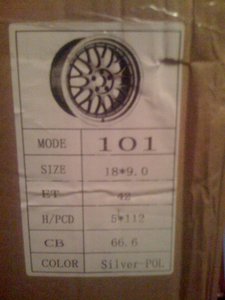 MODE 101
SIZE 18*9.0
ET 42
H/PCD 5*112
CB 66.6
COLOR Silver-POL